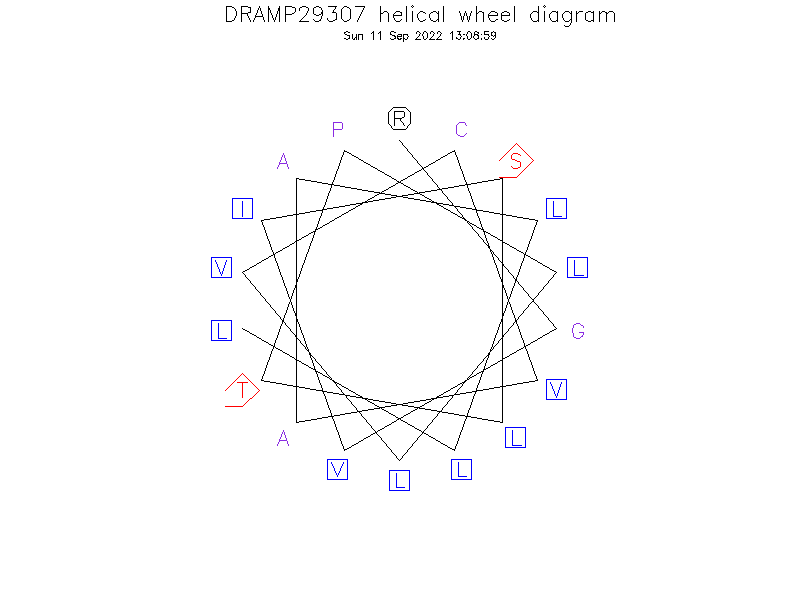 DRAMP29307 helical wheel diagram
Sun 11 Sep 2022 13:08:59
R
P C
A S
I L
V L
L G
T V
A L
V L
L